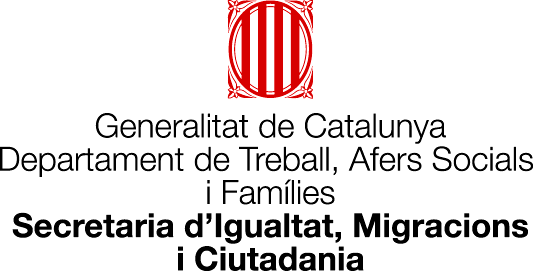 Generalitat de Catalunya
Departament de Treball, Afers Socials
i Famílies
Secretaria d’Igualtat, Migracions
i Ciutadania